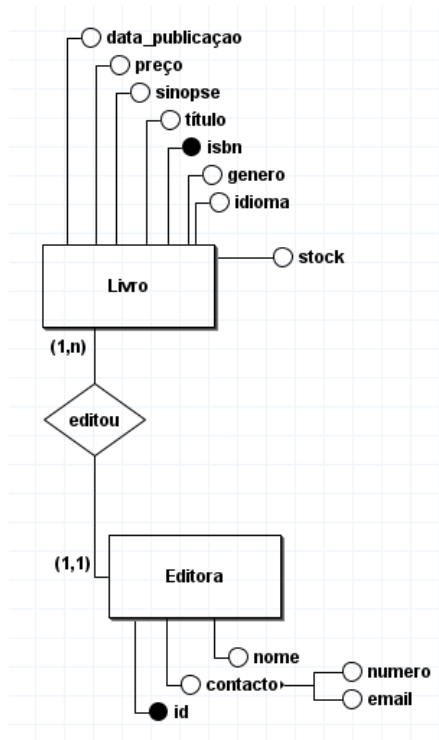 data_publicaçao
preço
sinopse
título
isbn
genero
idioma
stock
Livro
(1,n)
editou
(1,1)
Editora
nome
numero
contacto
email
id